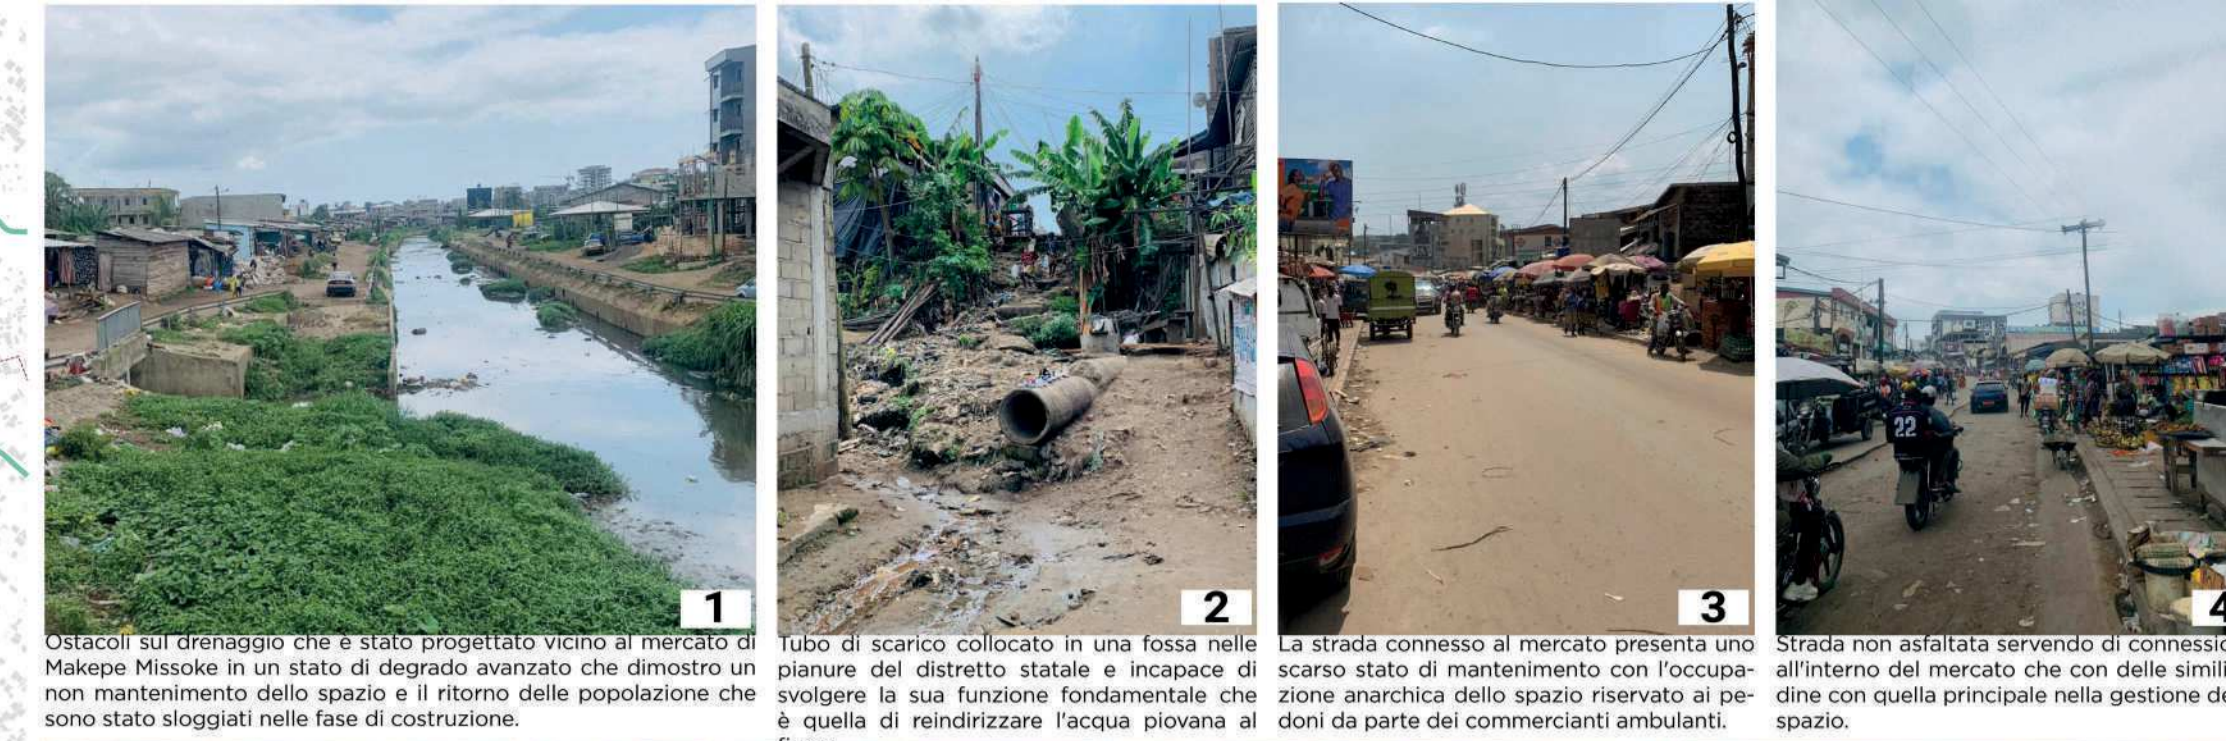 1
Ostacoli sul drenaggio che è stato progettato vicino al mercato di
Makepe Missoke in un stato di degrado avanzato che dimostro un
non mantenimento dello spazio e il ritorno delle popolazione che
sono stato sloggiati nelle fase di costruzione.
2
Tubo di scarico collocato in una fossa nelle
pianure del distretto statale e incapace di
svolgere la sua funzione fondamentale che
è quella di reindirizzare l'acqua piovana al
3
La strada connesso al mercato presenta uno
scarso stato di mantenimento con l'occupa-
zione anarchica dello spazio riservato ai pe-
doni da parte dei commercianti ambulanti.
22
4
Strada non asfaltata servendo di connessio
all'interno del mercato che con delle simili
dine con quella principale nella gestione de
spazio.